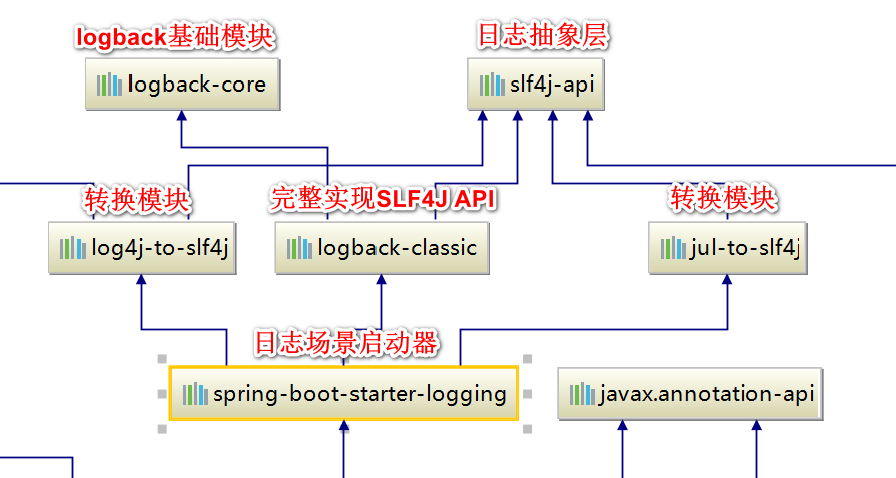 logback基础模块
日志抽象层
logback-core
slf4j-api
转换模块
完整实现SLF4J API
转换模块
log4j-to-slf4j
logback-classic
jul-to-slf4j
日志场景启动器
spring-boot-starter-logging
javax.annotation-api